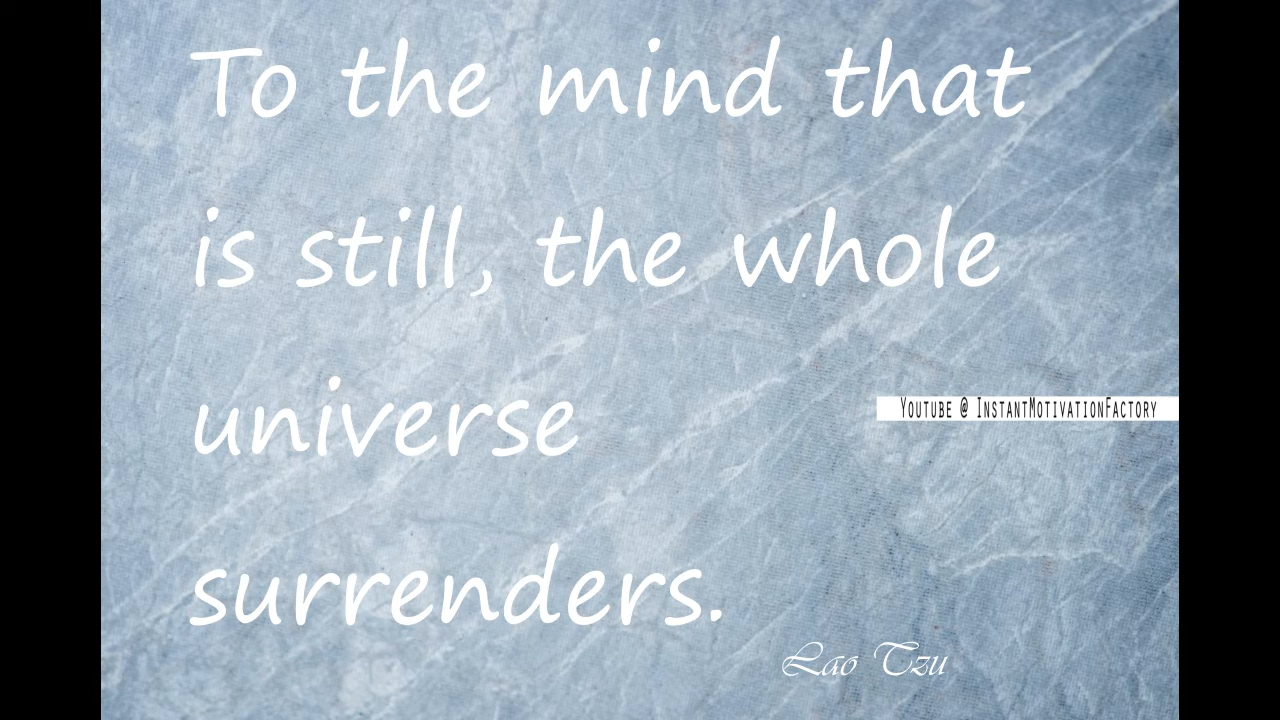 To the mind that
is still, the whole
universe
YOUTUBE @ INSTANTMOTIVATIONFACTORY
surrenders.
Lao Tzu